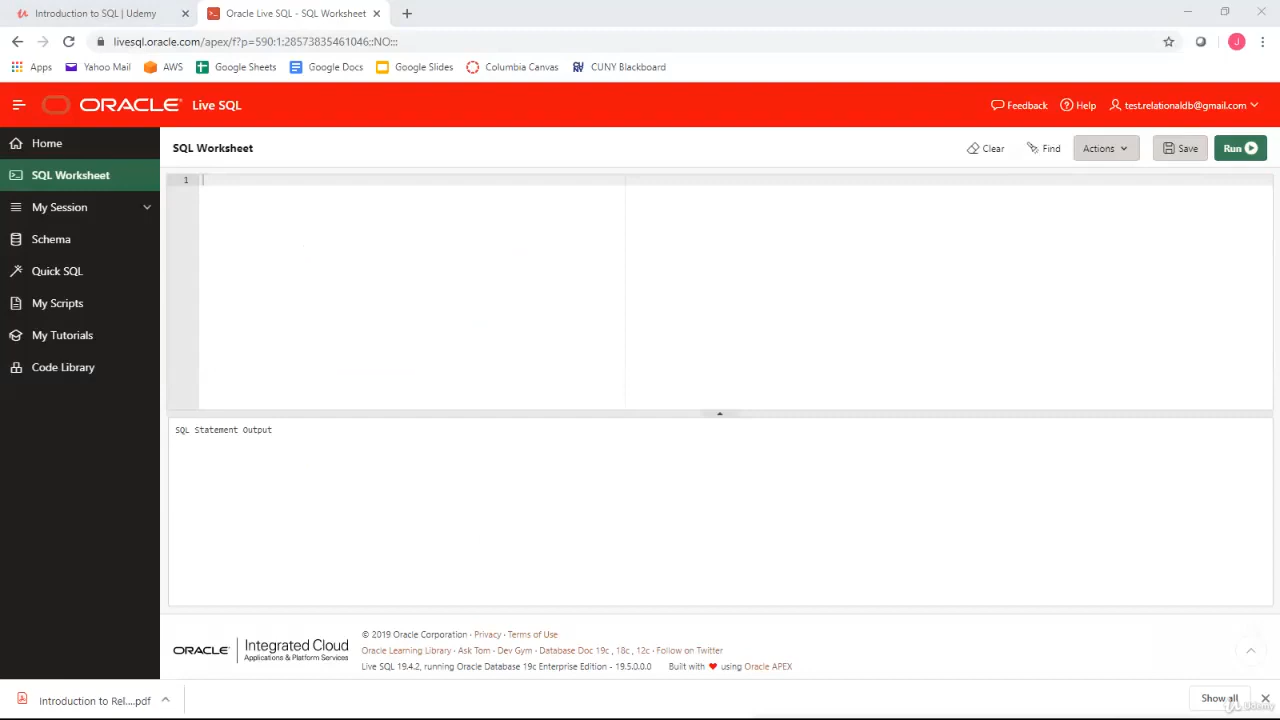 Introduction to SQL | Udemy
Oracle Live SQL - SQL Worksheet
livesql.oracle.com/apex/f?p=590:1:28573835461046::NO:::
J
Apps
Yahoo Mail
AWS
Google Sheets
Google Docs
Google Slides
Columbia Canvas
CUNY Blackboard
ORACLE Live SQL
Feedback
Help
test.relationaldb@gmail.com
Home
SQL Worksheet
My Session
Schema
Quick SQL
My Scripts
My Tutorials
Code Library
SQL Worksheet
Clear
Find
Actions
Save
Run
1
SQL Statement Output
ORACLE
Integrated Cloud
Applications & Platform Services
© 2019 Oracle Corporation · Privacy · Terms of Use
Oracle Learning Library · Ask Tom · Dev Gym · Database Doc 19c , 18c , 12c · Follow on Twitter
Live SQL 19.4.2, running Oracle Database 19c Enterprise Edition - 19.5.0.0.0 Built with ❤ using Oracle APEX
Introduction to Rel....pdf
Show all
Udemy